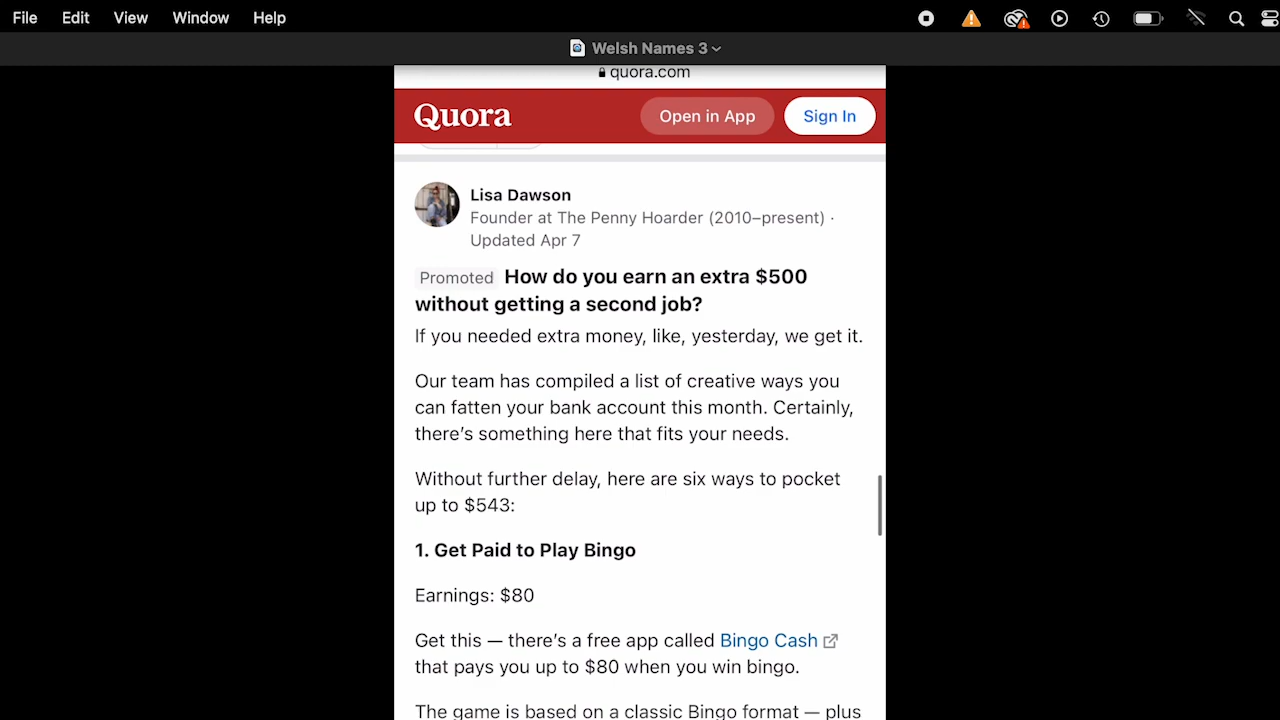 File Edit View Window Help
Welsh Names 3
quora.com
Quora Open in App Sign In
Lisa Dawson
Founder at The Penny Hoarder (2010–present) ·
Updated Apr 7
Promoted How do you earn an extra $500
without getting a second job?
If you needed extra money, like, yesterday, we get it.
Our team has compiled a list of creative ways you
can fatten your bank account this month. Certainly,
there's something here that fits your needs.
Without further delay, here are six ways to pocket
up to $543:
1. Get Paid to Play Bingo
Earnings: $80
Get this — there's a free app called Bingo Cash
that pays you up to $80 when you win bingo.
The game is based on a classic Bingo format — plus